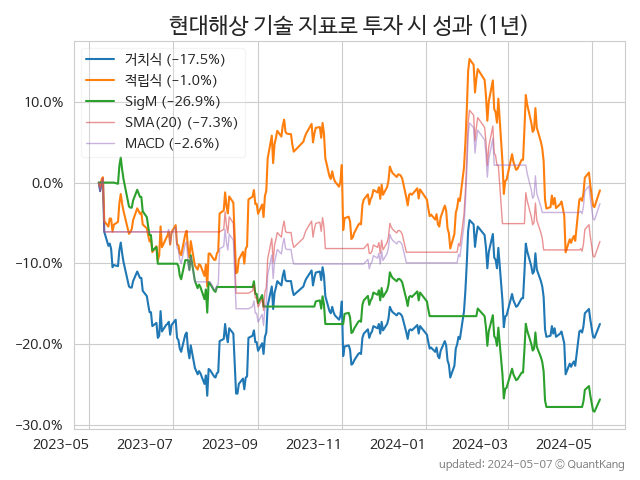 현대해상 기술 지표로 투자 시 성과 (1년)
거치식 (−17.5%)
적립식 (−1.0%)
SigM (−26.9%)
SMA(20) (−7.3%)
MACD (−2.6%)
10.0%
0.0%
−10.0%
−20.0%
−30.0%
2023-05 2023-07 2023-09 2023-11 2024-01 2024-03 2024-05
updated: 2024-05-07 © QuantKang